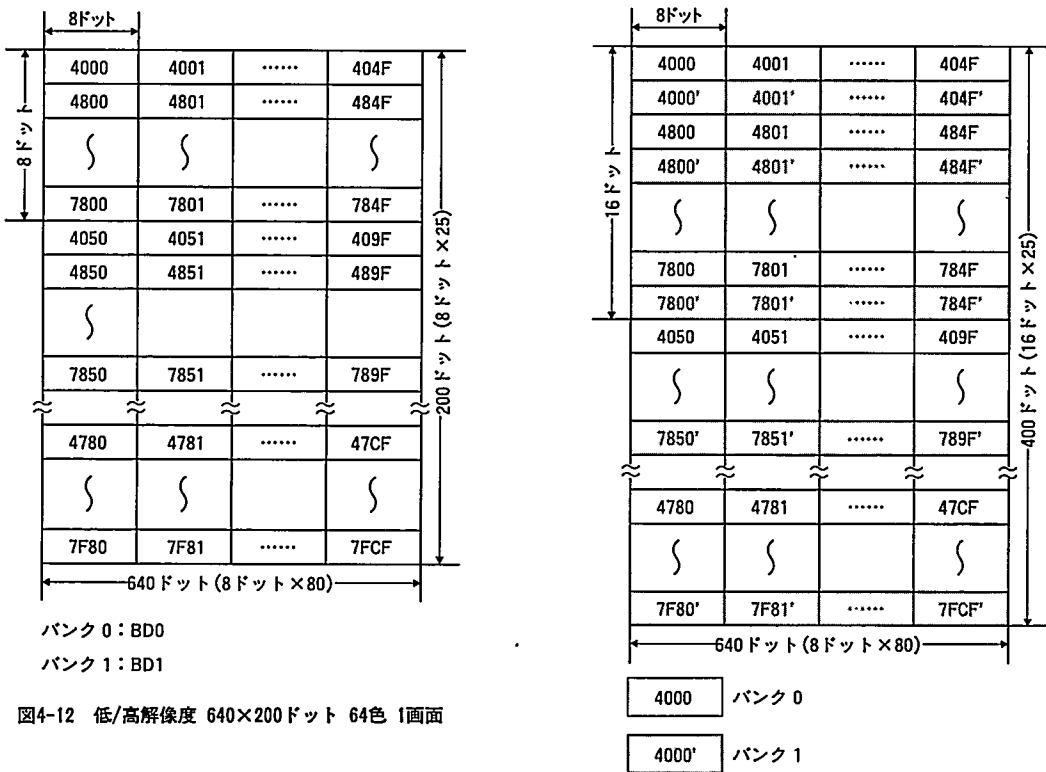 8ドット
8ドット
4000 4001 …… 404F
4800 4801 …… 484F
7800 7801 …… 784F
4050 4051 …… 409F
4850 4851 …… 489F
7850 7851 …… 789F
4780 4781 …… 47CF
7F80 7F81 …… 7FCF
200ドット(8ドット×25)
640ドット(8ドット×80)
バンク0:BD0
バンク1:BD1
図4-12 低/高解像度 640×200ドット 64色 1画面
8ドット
16ドット
4000 4001 …… 404F
4000' 4001' …… 404F'
4800 4801 …… 484F
4800' 4801' …… 484F'
7800 7801 …… 784F
7800' 7801' …… 784F'
4050 4051 …… 409F
7850' 7851' …… 789F'
4780 4781 …… 47CF
7F80' 7F81' …… 7FCF'
400ドット(16ドット×25)
640ドット(8ドット×80)
4000 バンク0
4000' バンク1